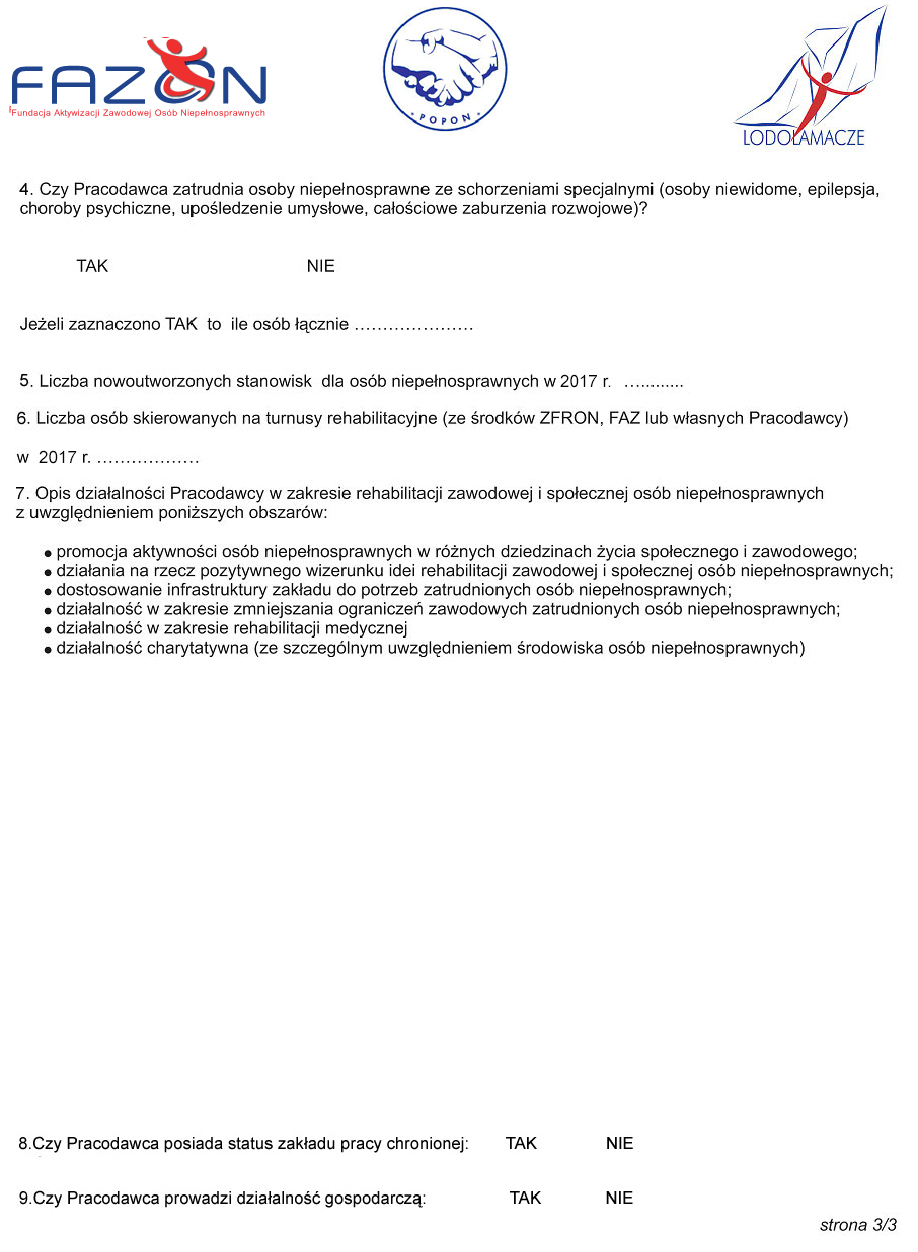 FAZON
Fundacja Aktywizacji Zawodowej Osób Niepełnosprawnych
POPON
LODOŁAMACZE
4. Czy Pracodawca zatrudnia osoby niepełnosprawne ze schorzeniami specjalnymi (osoby niewidome, epilepsja,
choroby psychiczne, upośledzenie umysłowe, całościowe zaburzenia rozwojowe)?
TAK NIE
Jeżeli zaznaczono TAK to ile osób łącznie …………………
5. Liczba nowoutworzonych stanowisk dla osób niepełnosprawnych w 2017 r. …........
6. Liczba osób skierowanych na turnusy rehabilitacyjne (ze środków ZFRON, FAZ lub własnych Pracodawcy)
w 2017 r. ………………
7. Opis działalności Pracodawcy w zakresie rehabilitacji zawodowej i społecznej osób niepełnosprawnych
z uwzględnieniem poniższych obszarów:
● promocja aktywności osób niepełnosprawnych w różnych dziedzinach życia społecznego i zawodowego;
● działania na rzecz pozytywnego wizerunku idei rehabilitacji zawodowej i społecznej osób niepełnosprawnych;
● dostosowanie infrastruktury zakładu do potrzeb zatrudnionych osób niepełnosprawnych;
● działalność w zakresie zmniejszania ograniczeń zawodowych zatrudnionych osób niepełnosprawnych;
● działalność w zakresie rehabilitacji medycznej
● działalność charytatywna (ze szczególnym uwzględnieniem środowiska osób niepełnosprawnych)
8.Czy Pracodawca posiada status zakładu pracy chronionej: TAK NIE
9.Czy Pracodawca prowadzi działalność gospodarczą: TAK NIE
strona 3/3